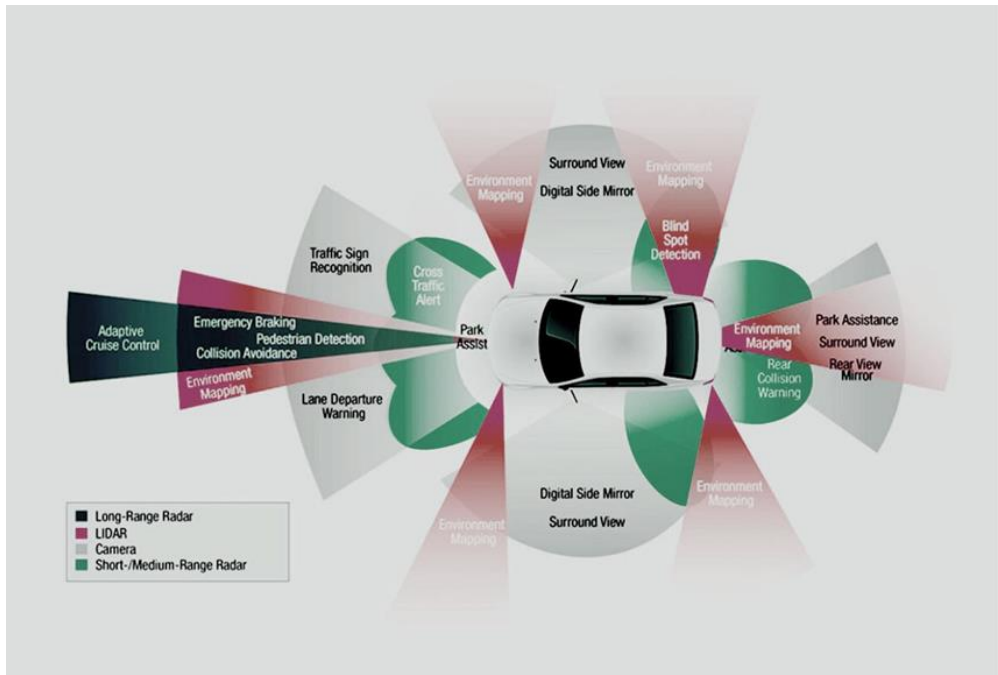 Surround View
Digital Side Mirror
Environment
Mapping
Environment
Mapping
Blind
Spot
Detection
Traffic Sign
Recognition
Cross
Traffic
Alert
Adaptive
Cruise Control
Emergency Braking
Pedestrian Detection
Collision Avoidance
Environment
Mapping
Lane Departure
Warning
Park
Assist
Environment
Mapping
Park Assistance
Surround View
Rear View
Mirror
Rear
Collision
Warning
Digital Side Mirror
Surround View
Environment
Mapping
Environment
Mapping
Long-Range Radar
LIDAR
Camera
Short-/Medium-Range Radar